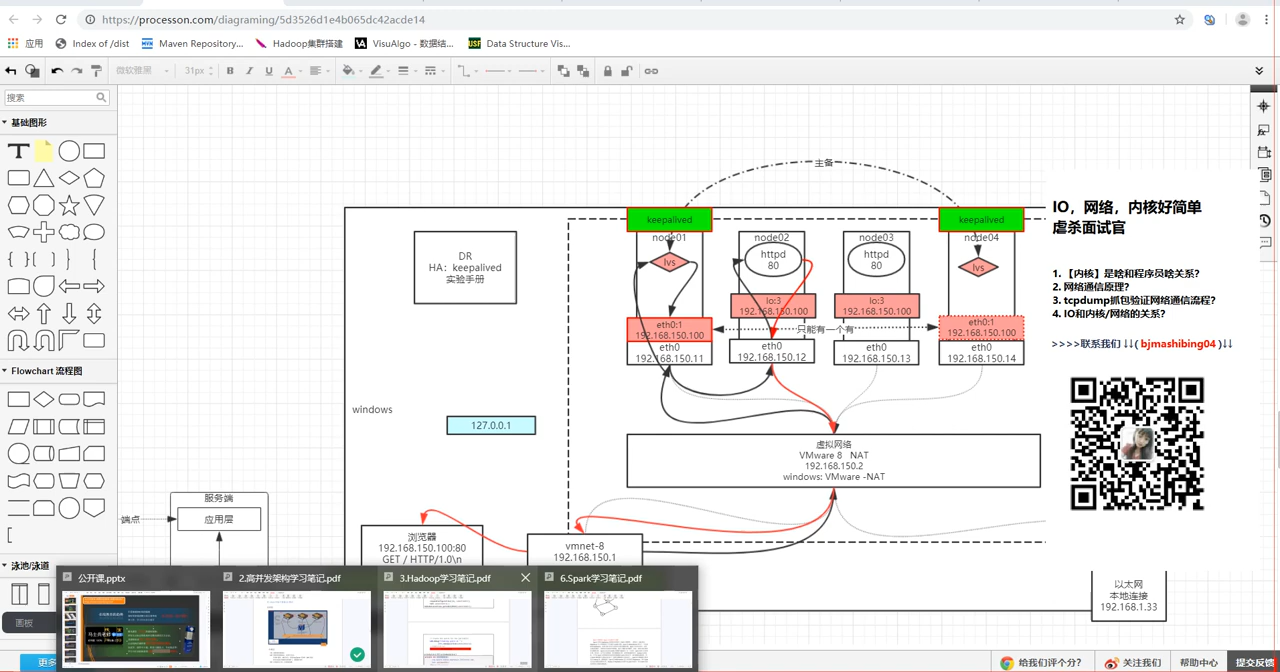 https://processon.com/diagraming/5d3526d1e4b065dc42acde14
应用
Index of /dist
Maven Repository...
Hadoop集群搭建
VisuAlgo - 数据结...
Data Structure Vis...
微软雅黑
31px
B
I
U
A
搜索
基础图形
T
Flowchart 流程图
泳池/泳道
面板
更多
主备
keepalived
keepalived
node01
node02
node03
node04
DR
HA：keepalived
实验手册
lvs
httpd
80
httpd
80
lvs
lo:3
192.168.150.100
lo:3
192.168.150.100
eth0:1
192.168.150.100
只能有一个有
eth0:1
192.168.150.100
eth0
192.168.150.11
eth0
192.168.150.12
eth0
192.168.150.13
eth0
192.168.150.14
windows
127.0.0.1
虚拟网络
VMware 8 NAT
192.168.150.2
windows: VMware -NAT
服务端
端点
应用层
浏览器
192.168.150.100:80
GET / HTTP/1.0\n
vmnet-8
192.168.150.1
以太网
本地连接
192.168.1.33
IO，网络，内核好简单
虐杀面试官
1.【内核】是啥和程序员啥关系？
2. 网络通信原理？
3. tcpdump抓包验证网络通信流程？
4. IO和内核/网络的关系？
>>>>联系我们 ↓↓( bjmashibing04 )↓↓
公开课.pptx
2.高并发架构学习笔记.pdf
3.Hadoop学习笔记.pdf
6.Spark学习笔记.pdf
给我们评个分？
关注我们
帮助中心
提交反馈